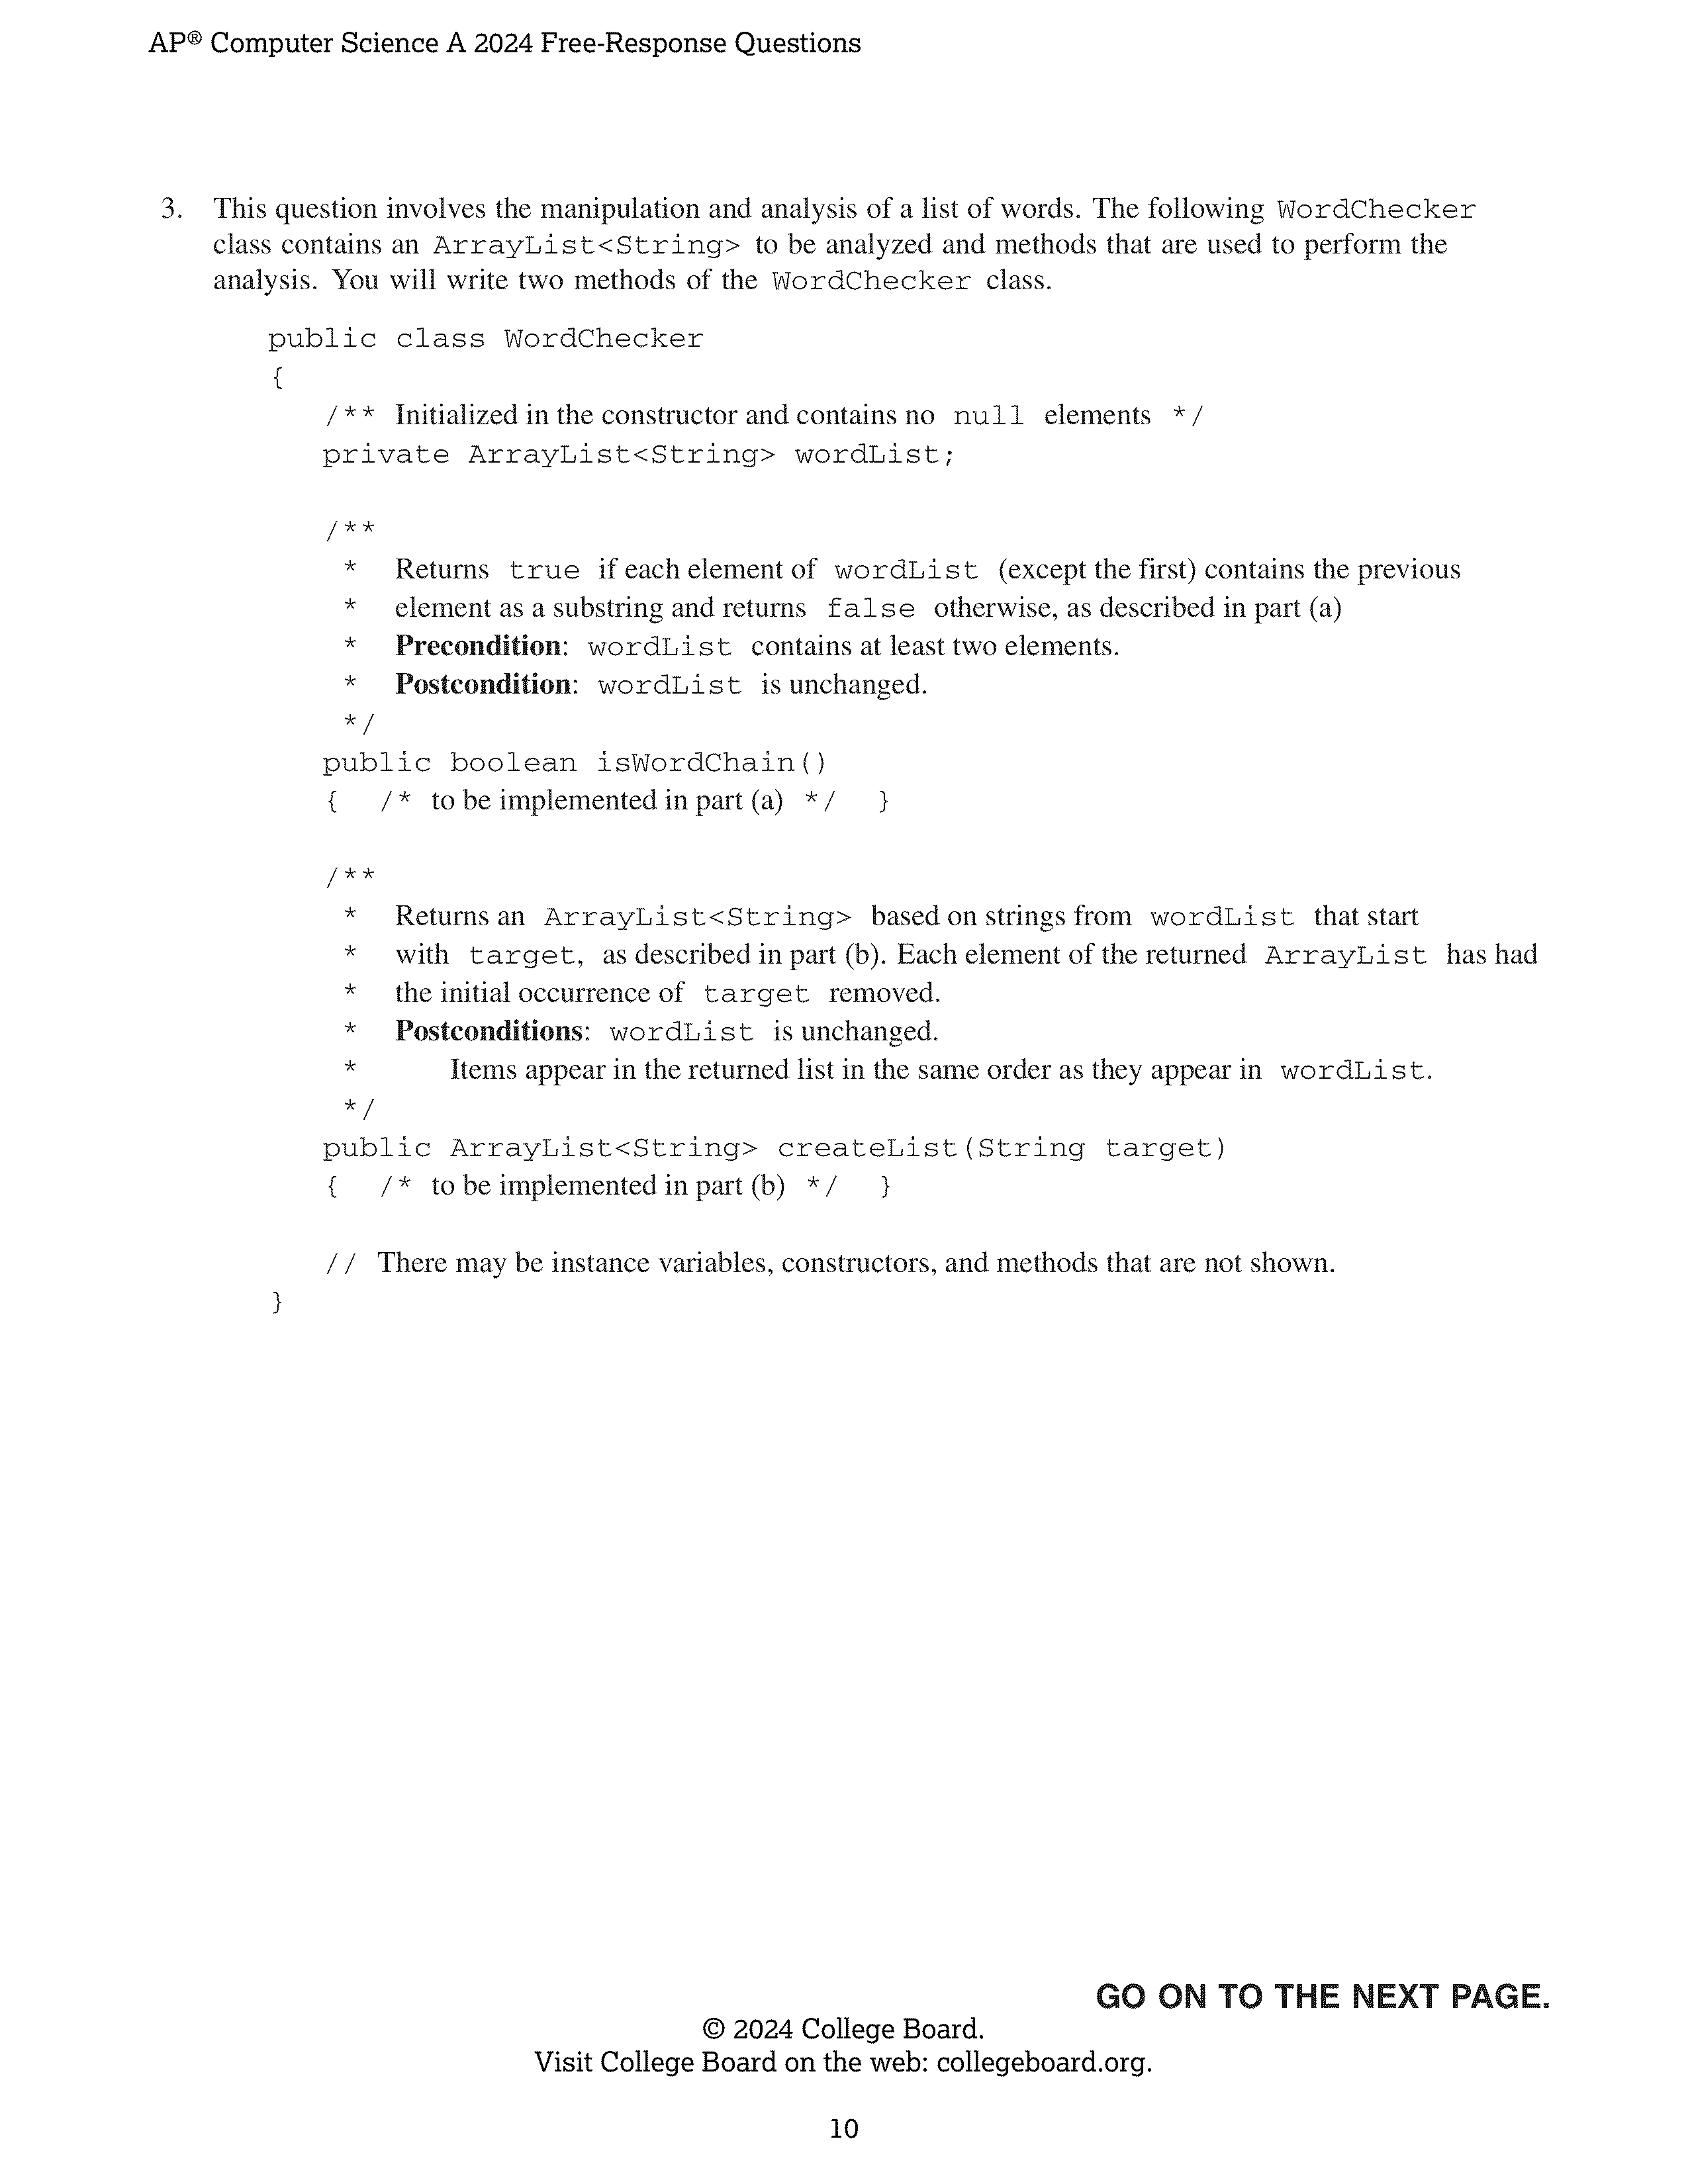 AP® Computer Science A 2024 Free-Response Questions
3. This question involves the manipulation and analysis of a list of words. The following WordChecker
class contains an ArrayList<String> to be analyzed and methods that are used to perform the
analysis. You will write two methods of the WordChecker class.
public class WordChecker
{
/** Initialized in the constructor and contains no null elements */
private ArrayList<String> wordList;
/**
* Returns true if each element of wordList (except the first) contains the previous
* element as a substring and returns false otherwise, as described in part (a)
* Precondition: wordList contains at least two elements.
* Postcondition: wordList is unchanged.
*/
public boolean isWordChain()
{ /* to be implemented in part (a) */ }
/**
* Returns an ArrayList<String> based on strings from wordList that start
* with target, as described in part (b). Each element of the returned ArrayList has had
* the initial occurrence of target removed.
* Postconditions: wordList is unchanged.
* Items appear in the returned list in the same order as they appear in wordList.
*/
public ArrayList<String> createList(String target)
{ /* to be implemented in part (b) */ }
// There may be instance variables, constructors, and methods that are not shown.
}
GO ON TO THE NEXT PAGE.
© 2024 College Board.
Visit College Board on the web: collegeboard.org.
10